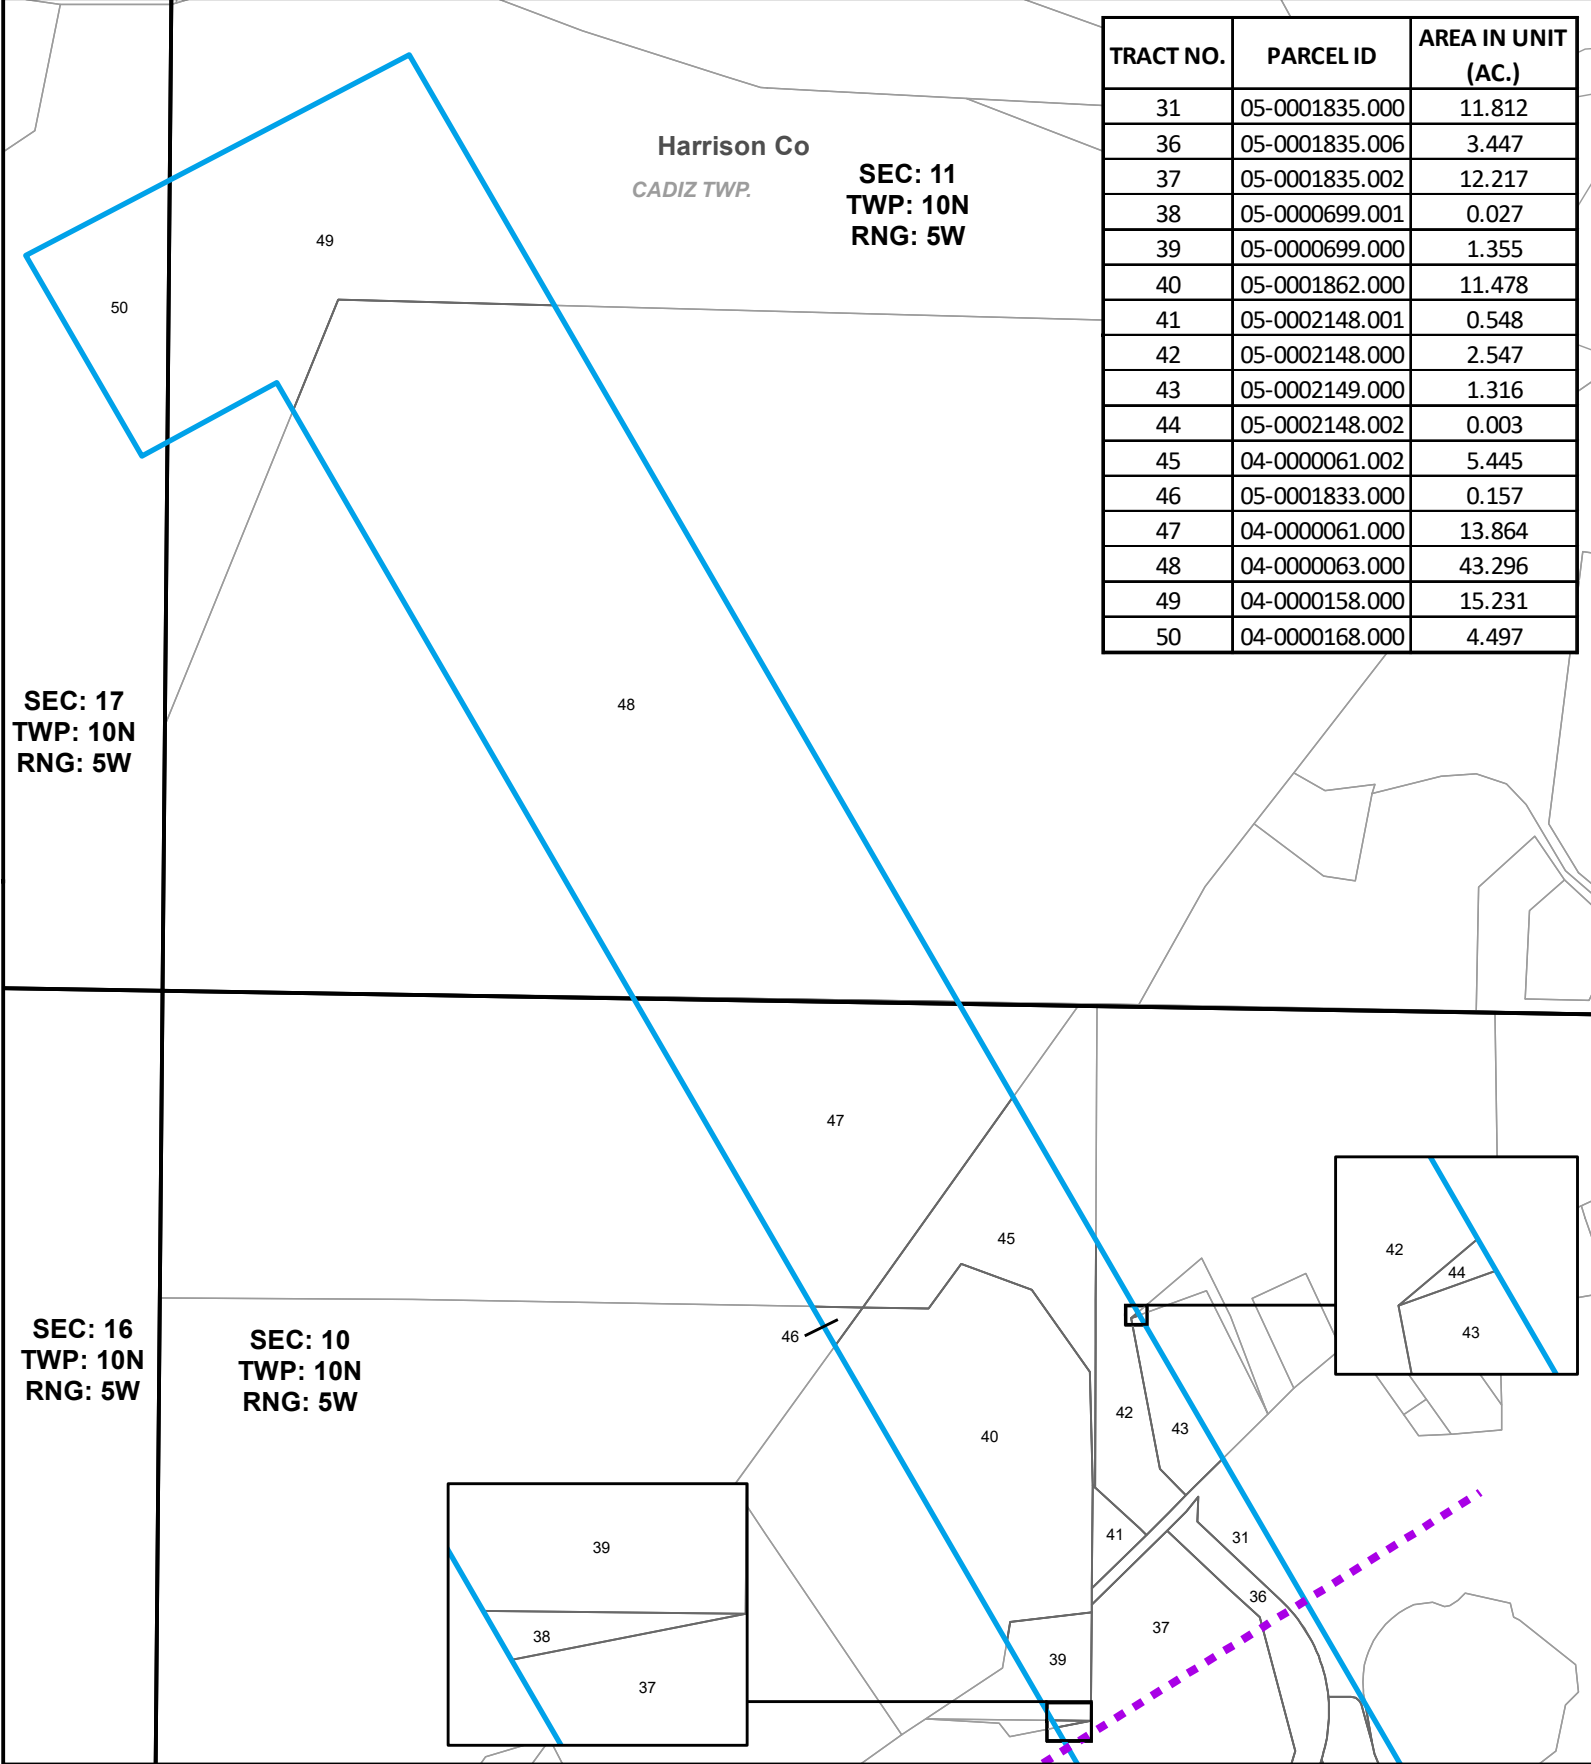 Harrison Co
CADIZ TWP.
SEC: 11
TWP: 10N
RNG: 5W
TRACT NO. PARCEL ID AREA IN UNIT (AC.)
31 05-0001835.000 11.812
36 05-0001835.006 3.447
37 05-0001835.002 12.217
38 05-0000699.001 0.027
39 05-0000699.000 1.355
40 05-0001862.000 11.478
41 05-0002148.001 0.548
42 05-0002148.000 2.547
43 05-0002149.000 1.316
44 05-0002148.002 0.003
45 04-0000061.002 5.445
46 05-0001833.000 0.157
47 04-0000061.000 13.864
48 04-0000063.000 43.296
49 04-0000158.000 15.231
50 04-0000168.000 4.497
49
50
SEC: 17
TWP: 10N
RNG: 5W
48
47
45
46
SEC: 16
TWP: 10N
RNG: 5W
SEC: 10
TWP: 10N
RNG: 5W
42
44
43
42
43
40
41
31
36
37
39
39
38
37